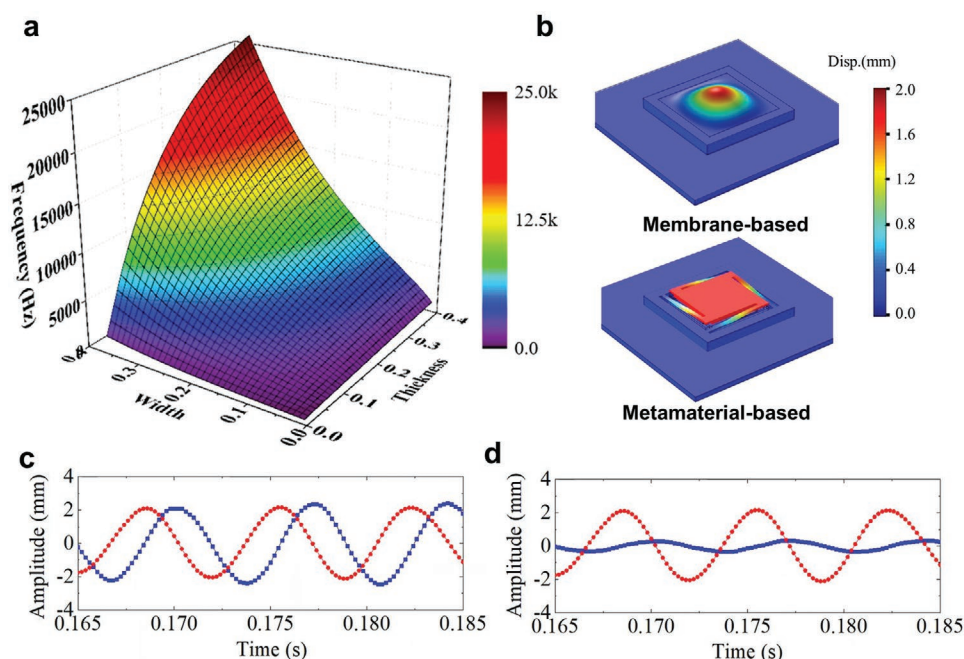 a
b
25000
20000
15000
10000
5000
Frequency (Hz)
0.3
0.2
0.1
0.0
Width
0.0
0.1
0.2
0.3
0.4
Thickness
25.0k
12.5k
0.0
Disp.(mm)
2.0
1.6
1.2
0.8
0.4
0.0
Membrane-based
Metamaterial-based
c
4
2
0
-2
-4
Amplitude (mm)
0.165 0.170 0.175 0.180 0.185
Time (s)
d
4
2
0
-2
-4
Amplitude (mm)
0.165 0.170 0.175 0.180 0.185
Time (s)